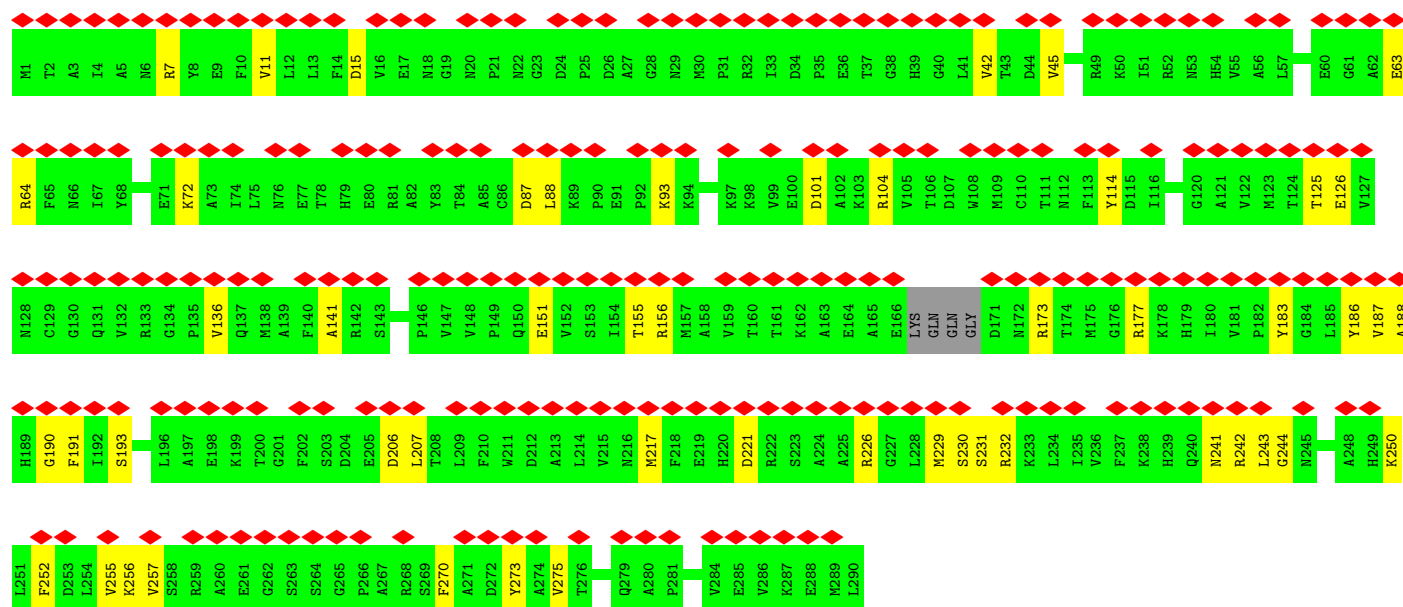 M1 T2 A3 I4 A5 N6 R7 Y8 E9 F10 V11 L12 L13 F14 D15 V16 E17 N18 G19 N20 P21 N22 G23 D24 P25 D26 A27 G28 N29 M30 P31 R32 I33 D34 P35 E36 T37 G38 H39 G40 L41 V42 T43 D44 V45 R49 K50 I51 R52 N53 H54 V55 A56 L57 E60 G61 A62 E63
R64 F65 N66 I67 Y68 E71 K72 A73 I74 L75 N76 E77 T78 H79 E80 R81 A82 Y83 T84 A85 C86 D87 L88 K89 P90 E91 P92 K93 K94 K97 K98 V99 E100 D101 A102 K103 R104 V105 T106 D107 W108 M109 C110 T111 N112 F113 Y114 D115 I116 G120 A121 V122 M123 T124 T125 E126 V127
N128 C129 G130 Q131 V132 R133 G134 P135 V136 Q137 M138 A139 F140 A141 R142 S143 P146 V147 V148 P149 Q150 E151 V152 S153 I154 T155 R156 M157 A158 V159 T160 T161 K162 A163 E164 A165 E166 LYS GLN GLN GLY D171 N172 R173 T174 M175 G176 R177 K178 H179 I180 V181 P182 Y183 G184 L185 Y186 V187 A188
H189 G190 F191 I192 S193 L196 A197 E198 K199 T200 G201 F202 S203 D204 E205 D206 L207 T208 L209 F210 W211 D212 A213 L214 V215 N216 M217 F218 E219 H220 D221 R222 S223 A224 A225 R226 G227 L228 M229 S230 S231 R232 K233 L234 I235 V236 F237 K238 H239 Q240 N241 R242 L243 G244 N245 A248 H249 K250
L251 F252 D253 L254 V255 K256 V257 S258 R259 A260 E261 G262 S263 S264 G265 P266 A267 R268 S269 F270 A271 D272 Y273 A274 V275 T276 Q279 A280 P281 V284 E285 V286 K287 E288 M289 L290